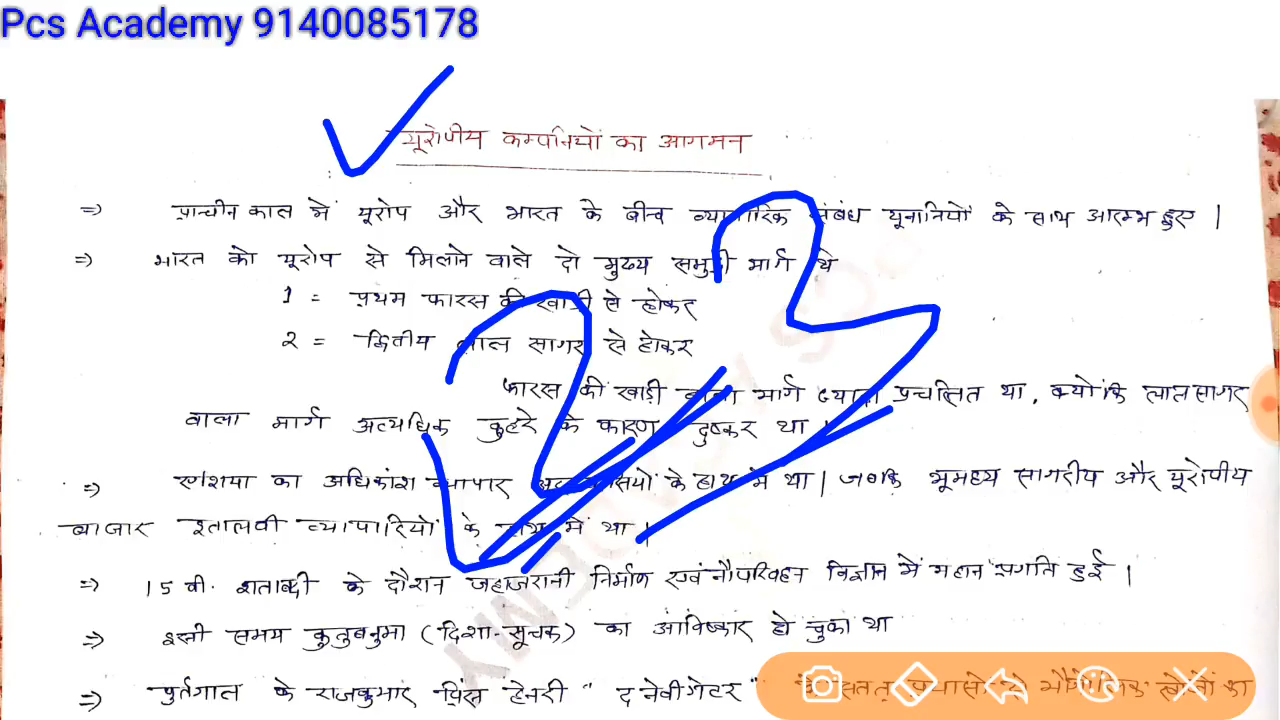 Pcs Academy 9140085178
यूरोपीय कम्पनियों का आगमन
⇒ प्राचीन काल में यूरोप और भारत के बीच व्यापारिक संबंध यूनानियों के साथ आरम्भ हुए |
⇒ भारत को यूरोप से मिलाने वाले दो मुख्य समुद्री मार्ग थे
1 = प्रथम फारस की खाड़ी से होकर
2 = द्वितीय लाल सागर से होकर
फारस की खाड़ी वाला मार्ग ज्यादा प्रचलित था, क्योंकि लाल सागर
वाला मार्ग अत्यधिक कुहरे के कारण दुष्कर था |
⇒ एशिया का अधिकांश व्यापार के हाथ में था | जबकि भूमध्य सागरीय और यूरोपीय
बाजार इतालवी व्यापारियों के हाथ में था |
⇒ 15 वी. शताब्दी के दौरान जहाजरानी निर्माण एवं नौपरिवहन विज्ञान में महान प्रगति हुई |
⇒ इसी समय कुतुबनुमा (दिशा-सूचक) का आविष्कार हो चुका था
⇒ पुर्तगाल के राजकुमार प्रिंस हेनरी " द नेवीगेटर " के सतत् प्रयासों से भौगोलिक खोजों का